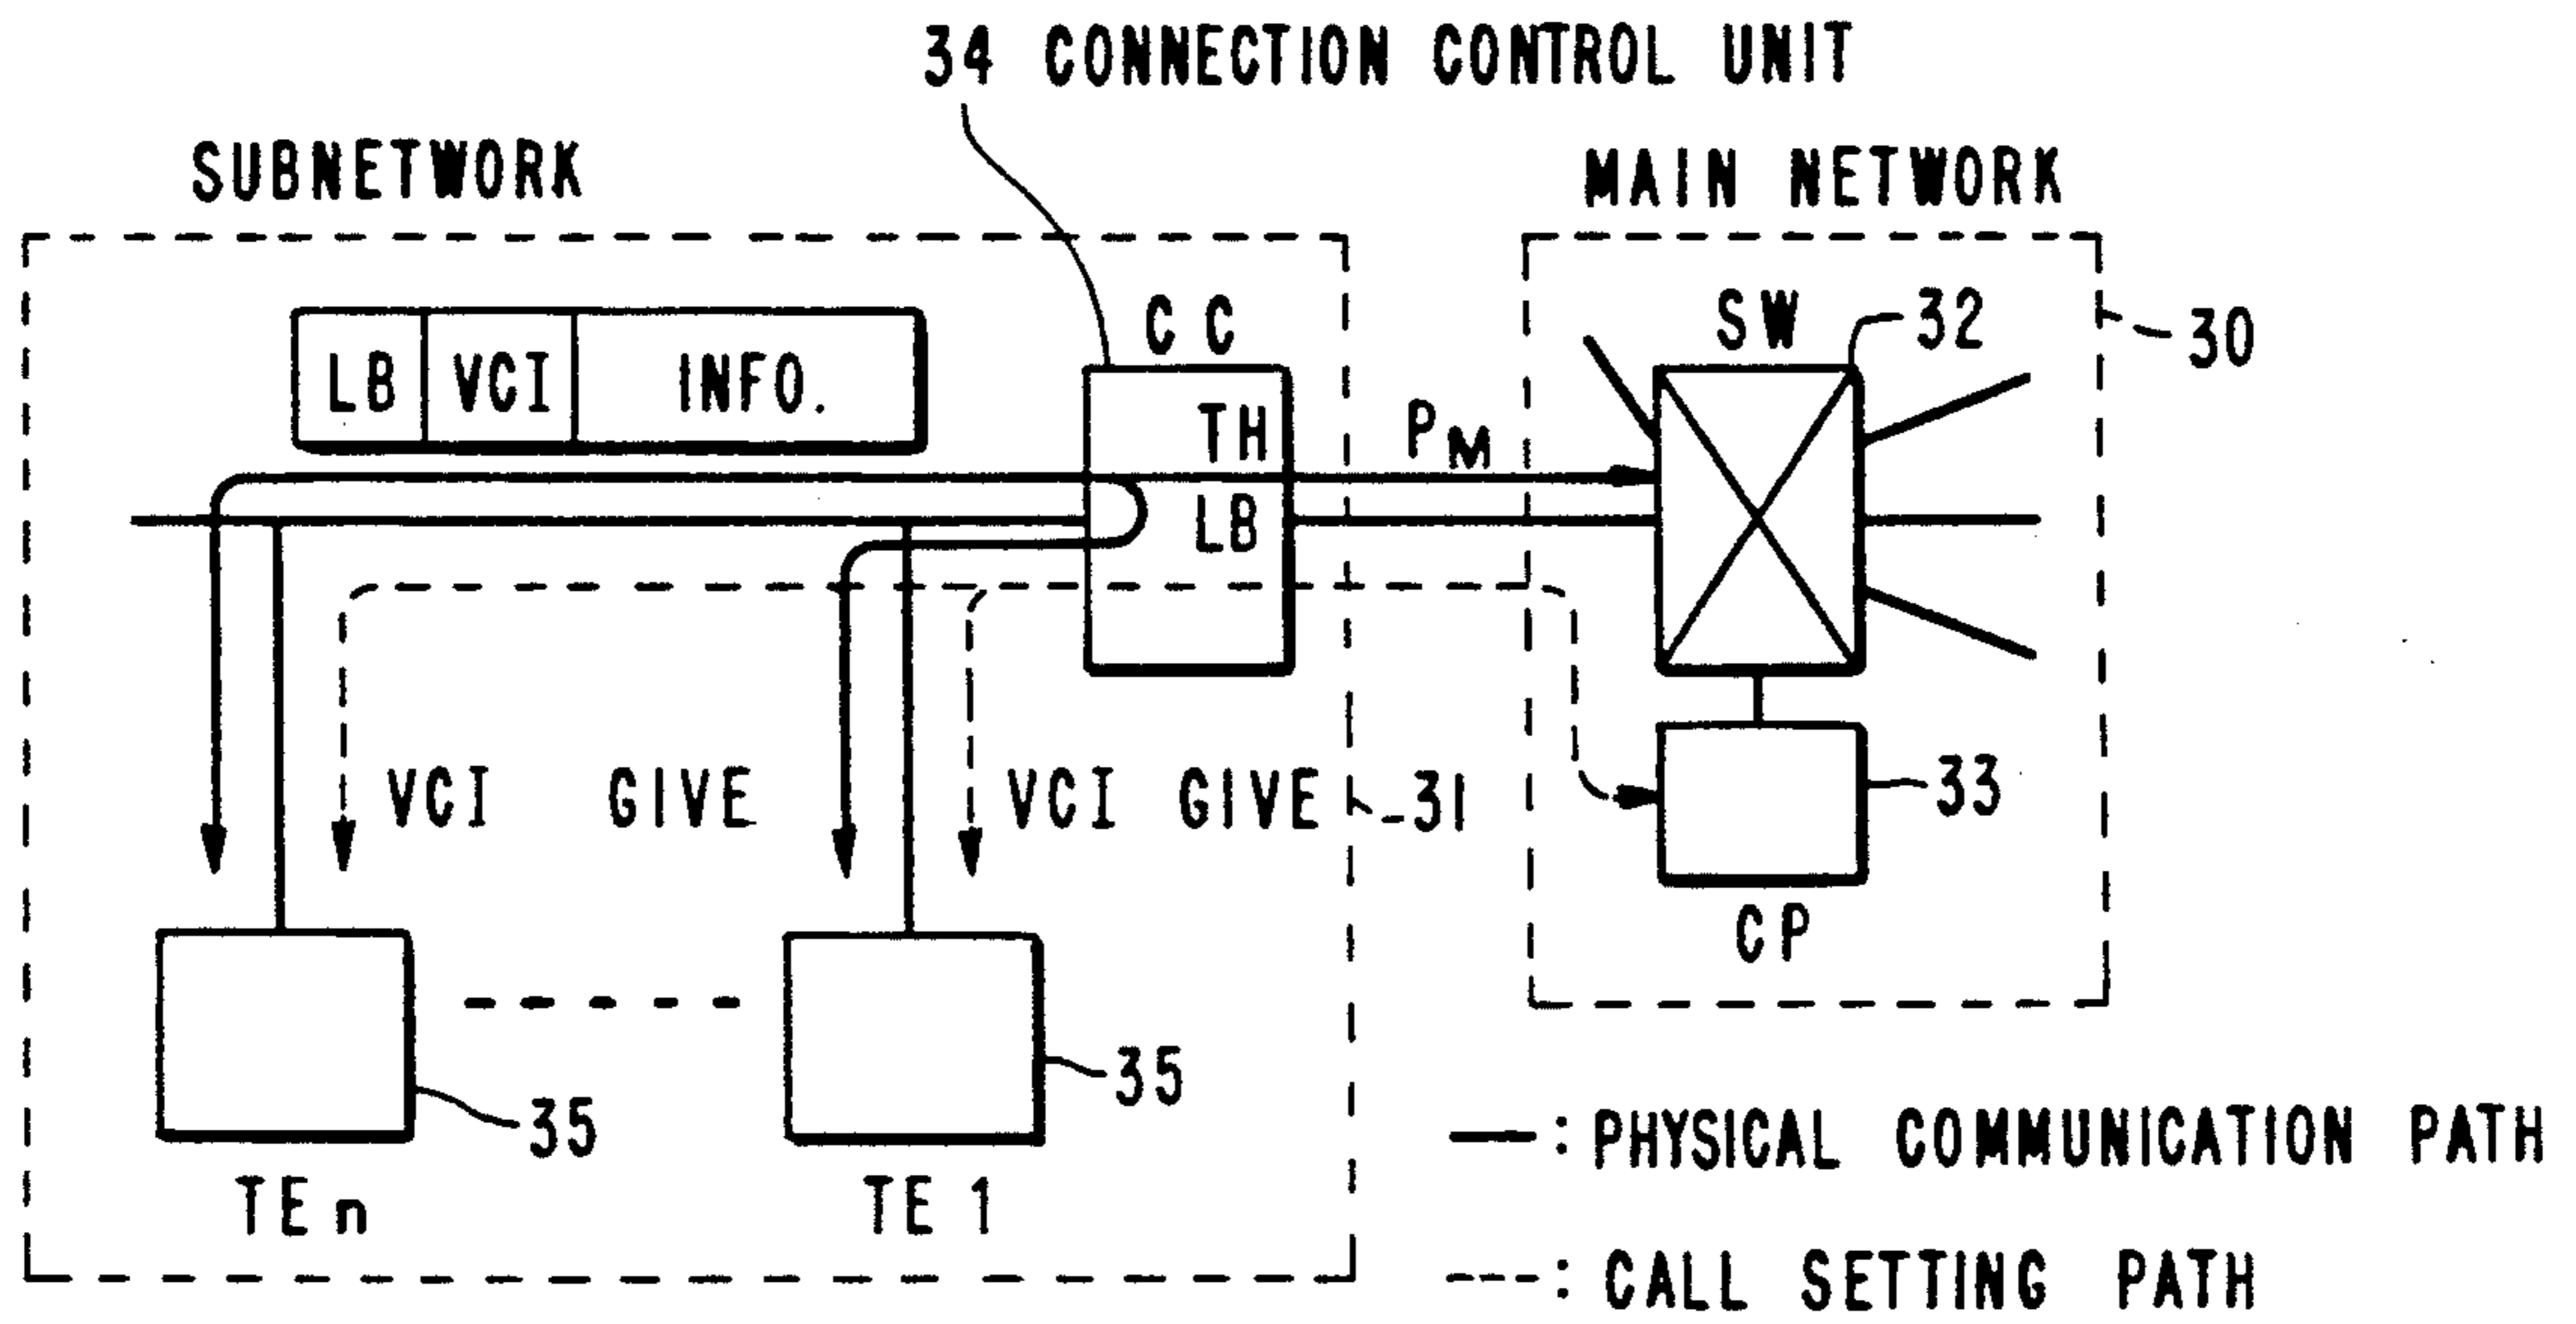 34 CONNECTION CONTROL UNIT
SUBNETWORK
MAIN NETWORK
CC
SW
32
30
LB VCI INFO.
TH
PM
LB
VCI GIVE
VCI GIVE
31
33
CP
35
35
TEn
TE1
: PHYSICAL COMMUNICATION PATH
: CALL SETTING PATH